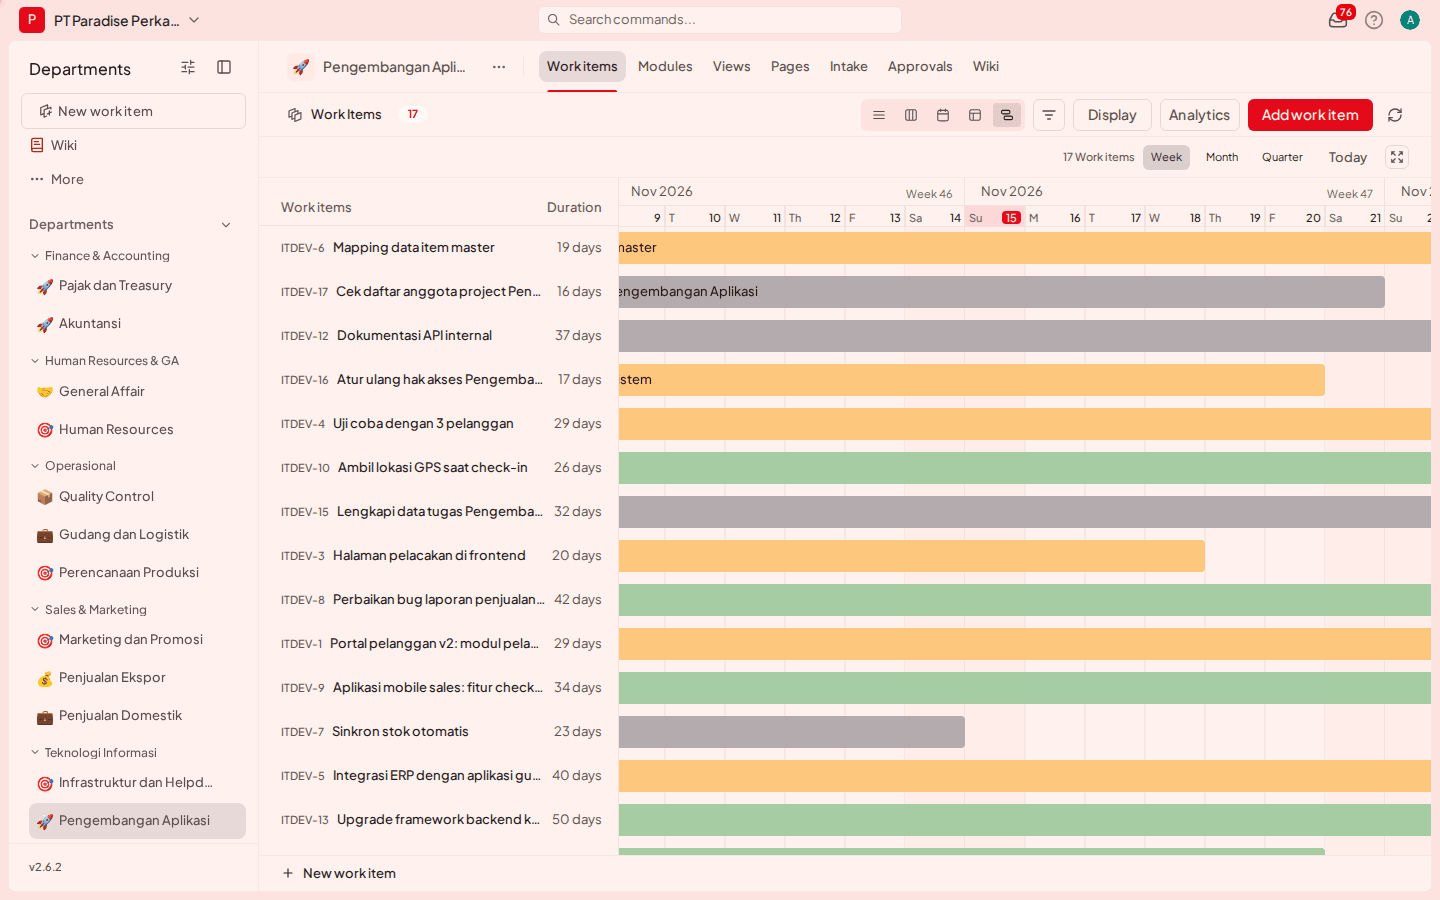 P PT Paradise Perka...
Search commands...
76
A
Departments
New work item
Wiki
More
Departments
Finance & Accounting
Pajak dan Treasury
Akuntansi
Human Resources & GA
General Affair
Human Resources
Operasional
Quality Control
Gudang dan Logistik
Perencanaan Produksi
Sales & Marketing
Marketing dan Promosi
Penjualan Ekspor
Penjualan Domestik
Teknologi Informasi
Infrastruktur dan Helpd...
Pengembangan Aplikasi
v2.6.2
Pengembangan Apli...
Work items Modules Views Pages Intake Approvals Wiki
Work Items 17
Display Analytics Add work item
17 Work items Week Month Quarter Today
Work items Duration
Nov 2026 Week 46 Nov 2026 Week 47 Nov 2
9 T 10 W 11 Th 12 F 13 Sa 14 Su 15 M 16 T 17 W 18 Th 19 F 20 Sa 21 Su 2
ITDEV-6 Mapping data item master 19 days
naster
ITDEV-17 Cek daftar anggota project Pen... 16 days
engembangan Aplikasi
ITDEV-12 Dokumentasi API internal 37 days
ITDEV-16 Atur ulang hak akses Pengemba... 17 days
istem
ITDEV-4 Uji coba dengan 3 pelanggan 29 days
ITDEV-10 Ambil lokasi GPS saat check-in 26 days
ITDEV-15 Lengkapi data tugas Pengemba... 32 days
ITDEV-3 Halaman pelacakan di frontend 20 days
ITDEV-8 Perbaikan bug laporan penjualan... 42 days
ITDEV-1 Portal pelanggan v2: modul pela... 29 days
ITDEV-9 Aplikasi mobile sales: fitur check... 34 days
ITDEV-7 Sinkron stok otomatis 23 days
ITDEV-5 Integrasi ERP dengan aplikasi gu... 40 days
ITDEV-13 Upgrade framework backend k... 50 days
New work item